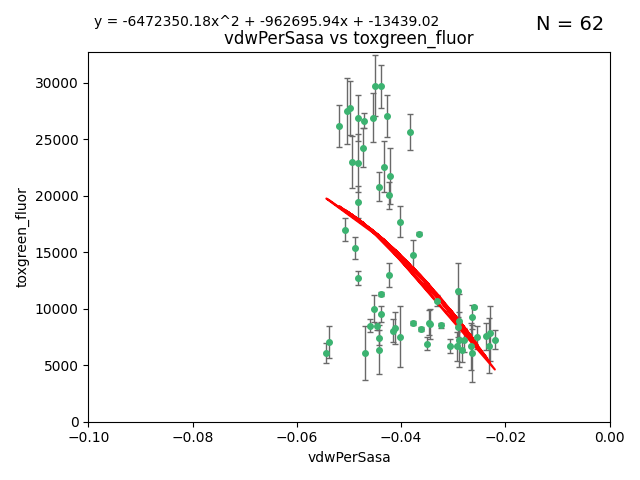 y = -6472350.18x^2 + -962695.94x + -13439.02
N = 62
vdwPerSasa vs toxgreen_fluor
30000
25000
20000
15000
10000
5000
0
toxgreen_fluor
−0.10
−0.08
−0.06
−0.04
−0.02
0.00
vdwPerSasa